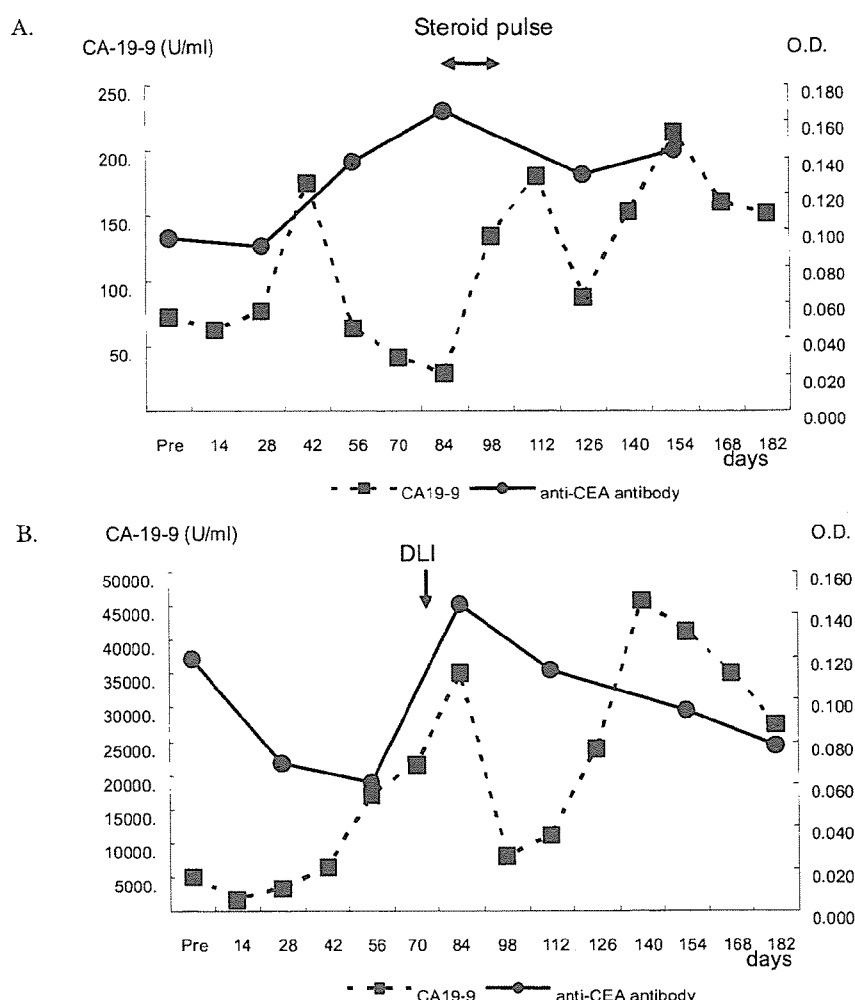 A.
Steroid pulse
CA-19-9 (U/ml)
O.D.
250.
200.
150.
100.
50.
0.180
0.160
0.140
0.120
0.100
0.080
0.060
0.040
0.020
0.000
Pre 14 28 42 56 70 84 98 112 126 140 154 168 182
days
CA19-9 anti-CEA antibody
B.
CA-19-9 (U/ml)
O.D.
DLI
50000.
45000.
40000.
35000.
30000.
25000.
20000.
15000.
10000.
5000.
0.160
0.140
0.120
0.100
0.080
0.060
0.040
0.020
0.000
Pre 14 28 42 56 70 84 98 112 126 140 154 168 182
days
CA19-9 anti-CEA antibody